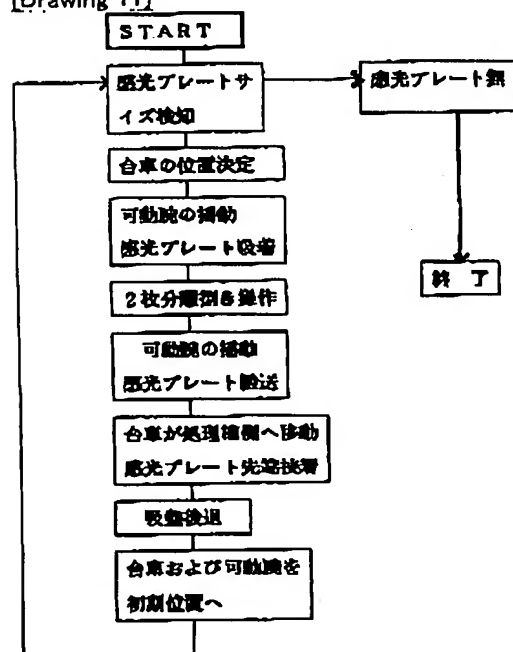 [Drawing 11]
START
感光プレートサ
イズ検知
感光プレート無
台車の位置決定
可動腕の揺動
感光プレート吸着
終 了
2枚分離捌き操作
可動腕の揺動
感光プレート搬送
台車が処理機側へ移動
感光プレート先端挟着
吸盤後退
台車および可動腕を
初期位置へ